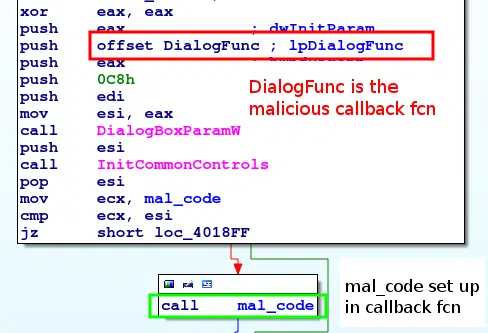 xor eax, eax
push eax ; dwInitParam
push offset DialogFunc ; lpDialogFunc
push eax
push 0C8h
push edi
mov esi, eax
call DialogBoxParamW
push esi
call InitCommonControls
pop esi
mov ecx, mal_code
cmp ecx, esi
jz short loc_4018FF
DialogFunc is the
malicious callback fcn
call mal_code
mal_code set up
in callback fcn